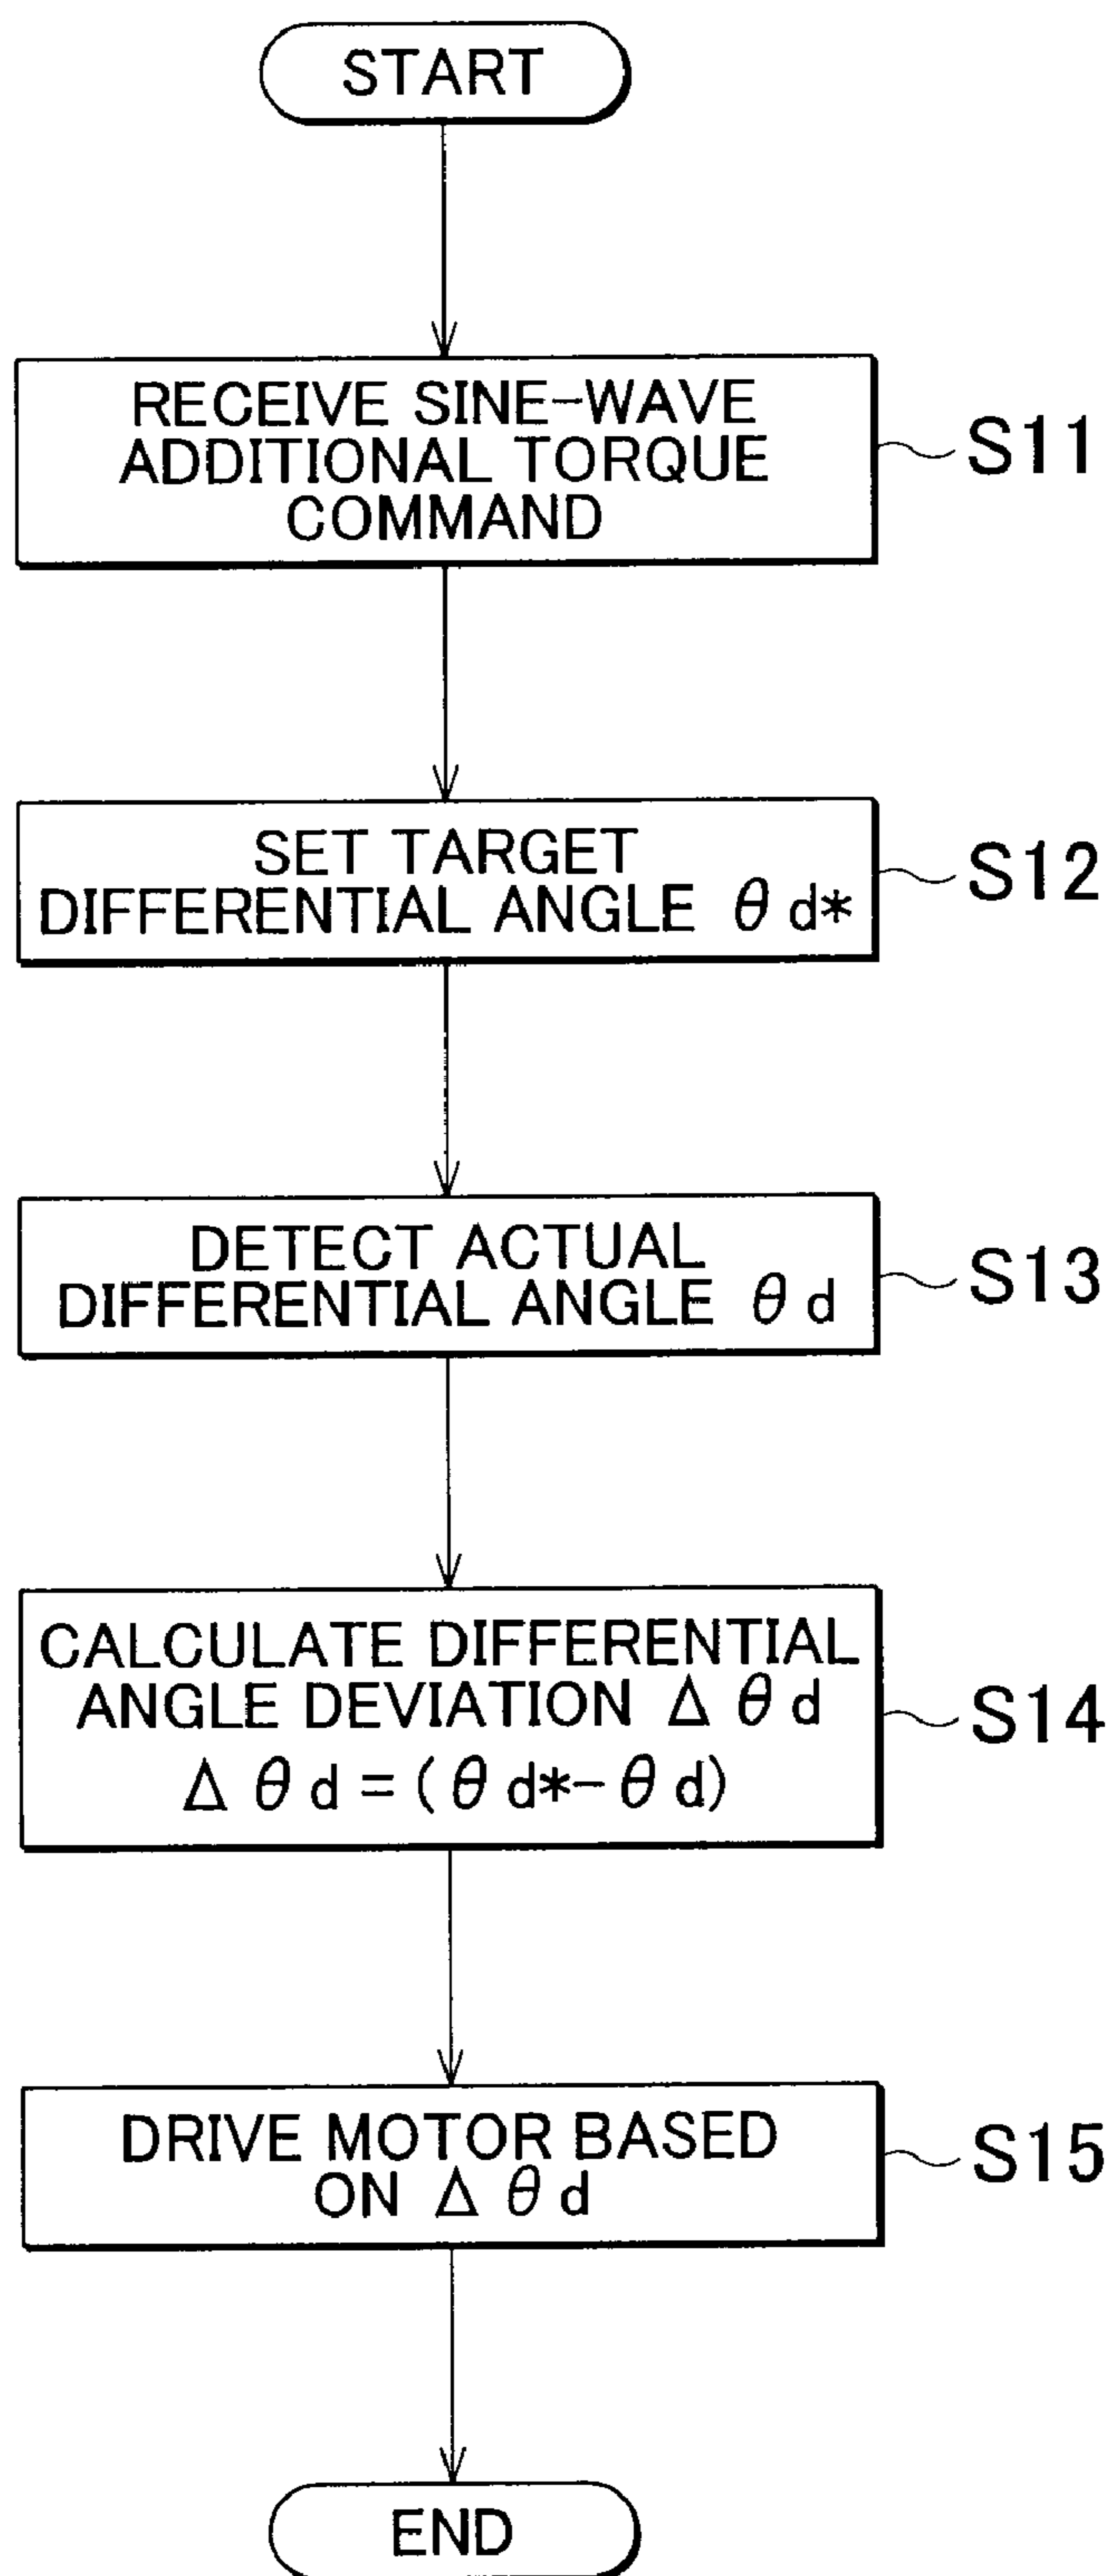 START
RECEIVE SINE-WAVE
ADDITIONAL TORQUE
COMMAND
S11
SET TARGET
DIFFERENTIAL ANGLE θd*
S12
DETECT ACTUAL
DIFFERENTIAL ANGLE θd
S13
CALCULATE DIFFERENTIAL
ANGLE DEVIATION Δθd
Δθd = (θd*-θd)
S14
DRIVE MOTOR BASED
ON Δθd
S15
END